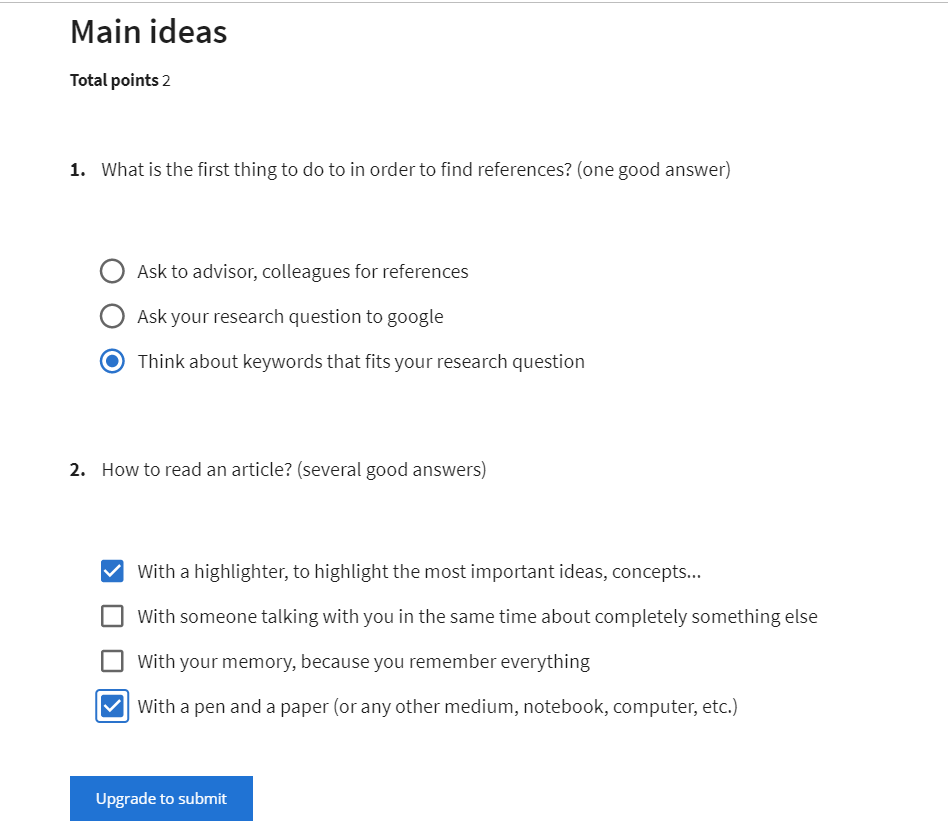 Main ideas
Total points 2
1. What is the first thing to do to in order to find references? (one good answer)
Ask to advisor, colleagues for references
Ask your research question to google
Think about keywords that fits your research question
2. How to read an article? (several good answers)
With a highlighter, to highlight the most important ideas, concepts...
With someone talking with you in the same time about completely something else
With your memory, because you remember everything
With a pen and a paper (or any other medium, notebook, computer, etc.)
Upgrade to submit